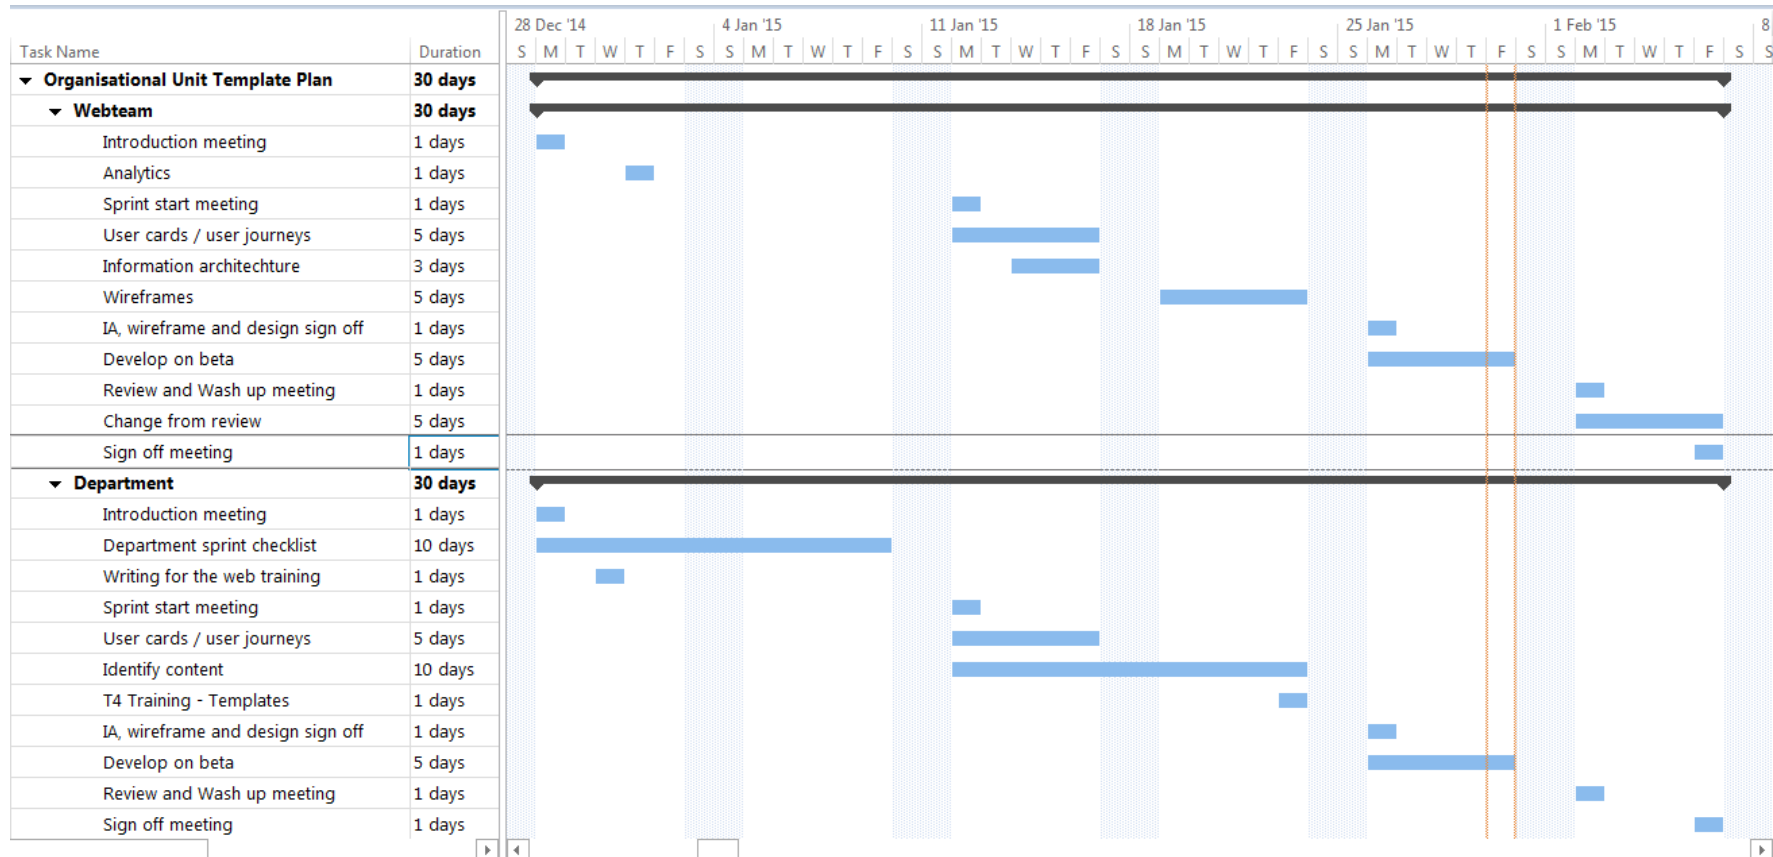 28 Dec '14 4 Jan '15 11 Jan '15 18 Jan '15 25 Jan '15 1 Feb '15 8
Task Name Duration S M T W T F S S M T W T F S S M T W T F S S M T W T F S S M T W T F S S M T W T F S S
Organisational Unit Template Plan 30 days
Webteam 30 days
Introduction meeting 1 days
Analytics 1 days
Sprint start meeting 1 days
User cards / user journeys 5 days
Information architechture 3 days
Wireframes 5 days
IA, wireframe and design sign off 1 days
Develop on beta 5 days
Review and Wash up meeting 1 days
Change from review 5 days
Sign off meeting 1 days
Department 30 days
Introduction meeting 1 days
Department sprint checklist 10 days
Writing for the web training 1 days
Sprint start meeting 1 days
User cards / user journeys 5 days
Identify content 10 days
T4 Training - Templates 1 days
IA, wireframe and design sign off 1 days
Develop on beta 5 days
Review and Wash up meeting 1 days
Sign off meeting 1 days